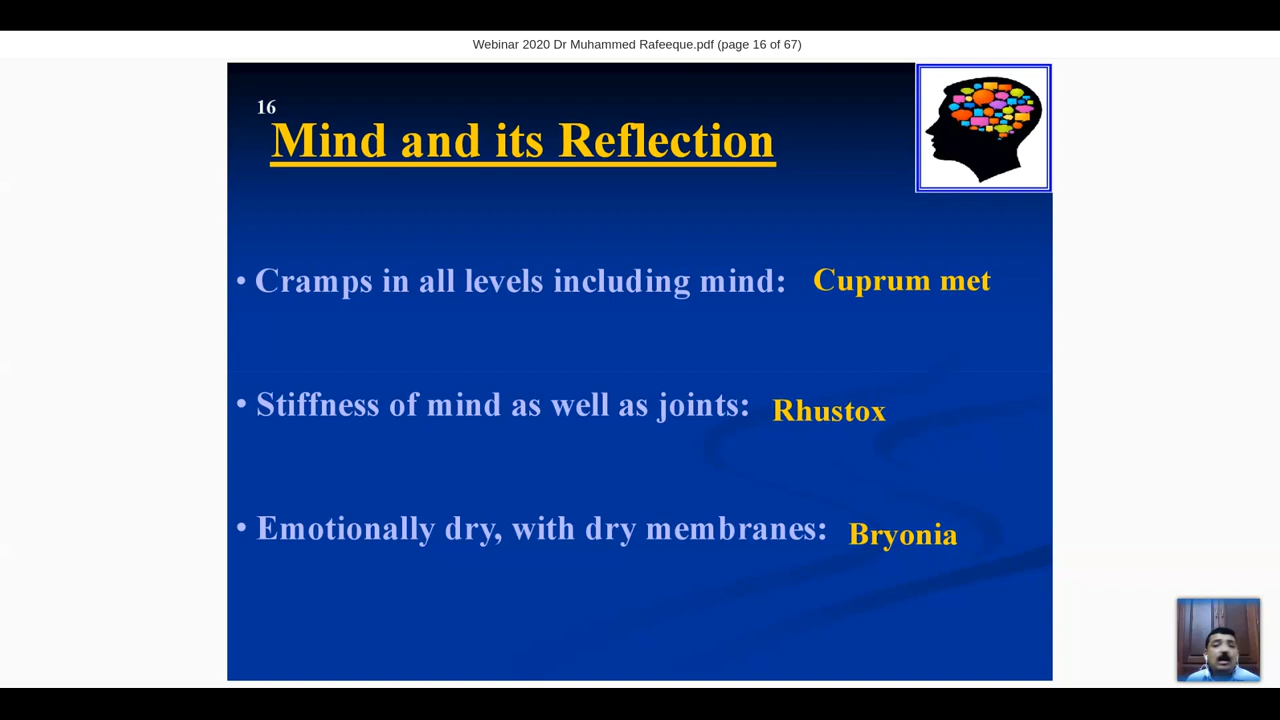 Webinar 2020 Dr Muhammed Rafeeque.pdf (page 16 of 67)
16
Mind and its Reflection
• Cramps in all levels including mind: Cuprum met
• Stiffness of mind as well as joints: Rhustox
• Emotionally dry, with dry membranes: Bryonia